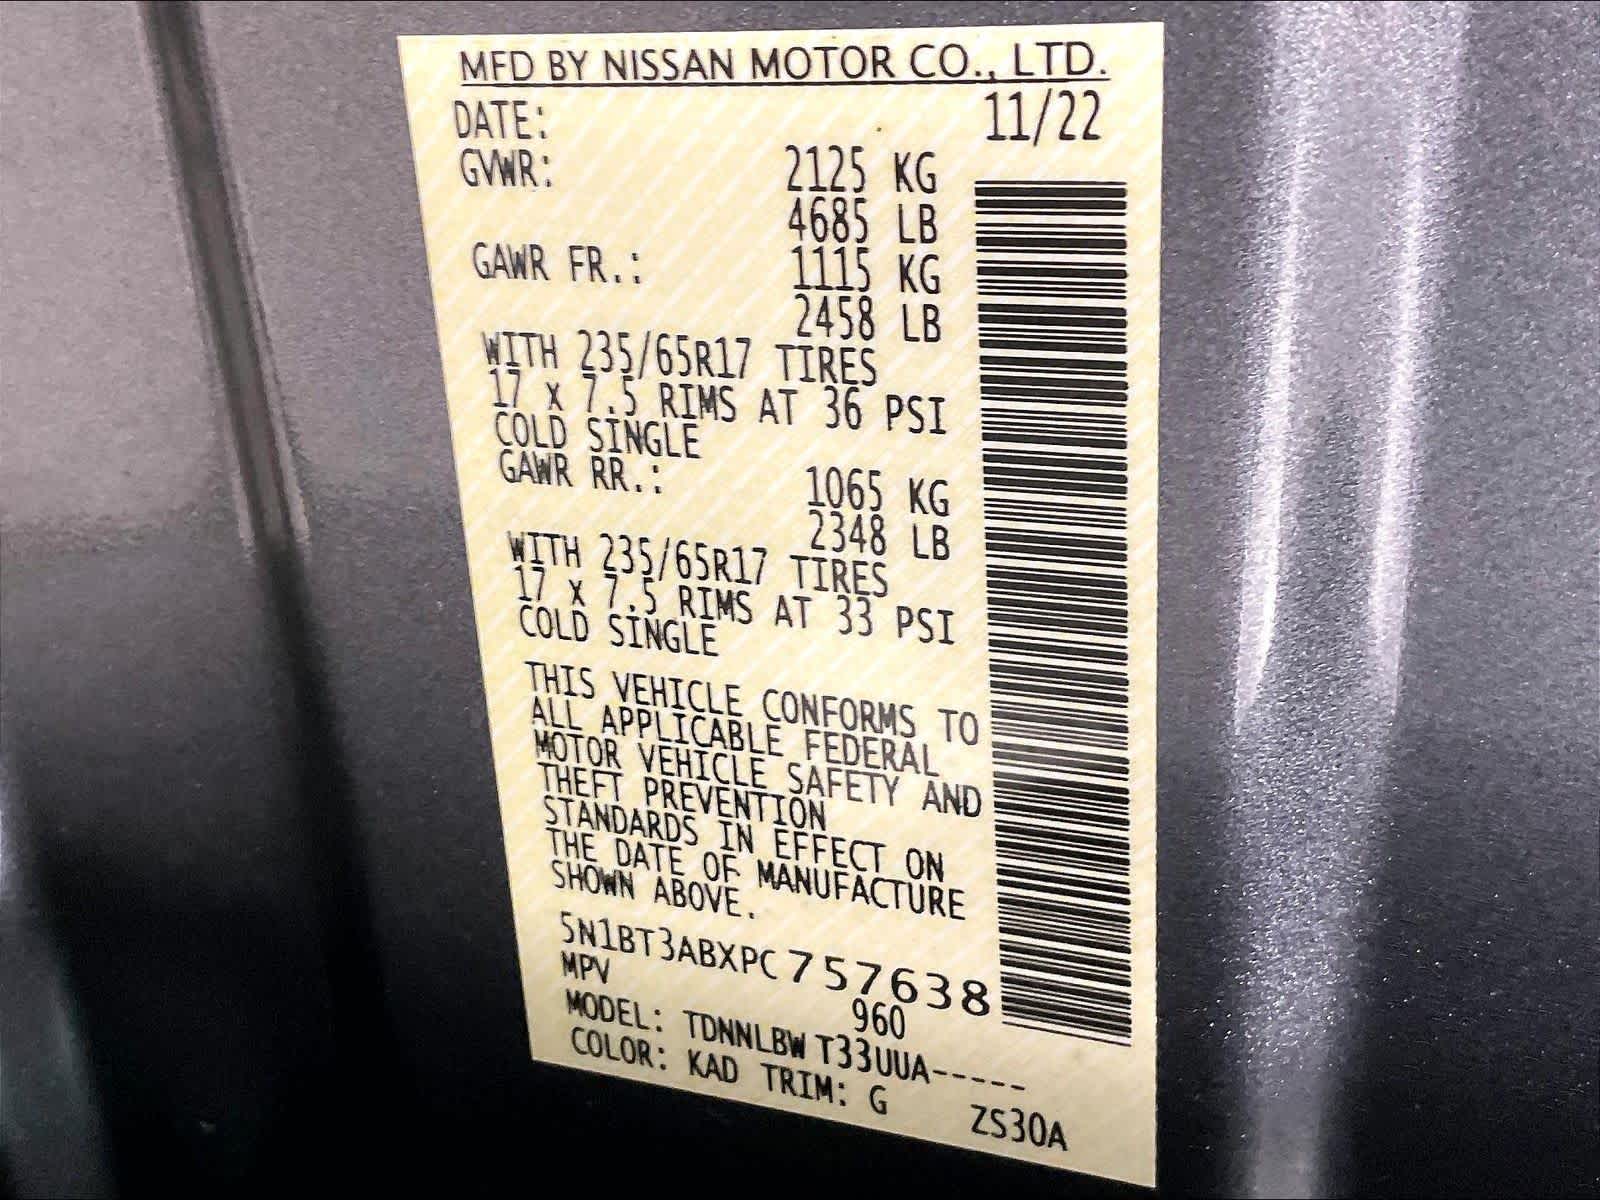 MFD BY NISSAN MOTOR CO., LTD.
DATE: 11/22
GVWR: 2125 KG
4685 LB
GAWR FR.: 1115 KG
2458 LB
WITH 235/65R17 TIRES
17 x 7.5 RIMS AT 36 PSI
COLD SINGLE
GAWR RR.: 1065 KG
2348 LB
WITH 235/65R17 TIRES
17 x 7.5 RIMS AT 33 PSI
COLD SINGLE
THIS VEHICLE CONFORMS TO
ALL APPLICABLE FEDERAL
MOTOR VEHICLE SAFETY AND
THEFT PREVENTION
STANDARDS IN EFFECT ON
THE DATE OF MANUFACTURE
SHOWN ABOVE.
5N1BT3ABXPC757638
MPV 960
MODEL: TDNNLBW T33UUA-----
COLOR: KAD TRIM: G ZS30A